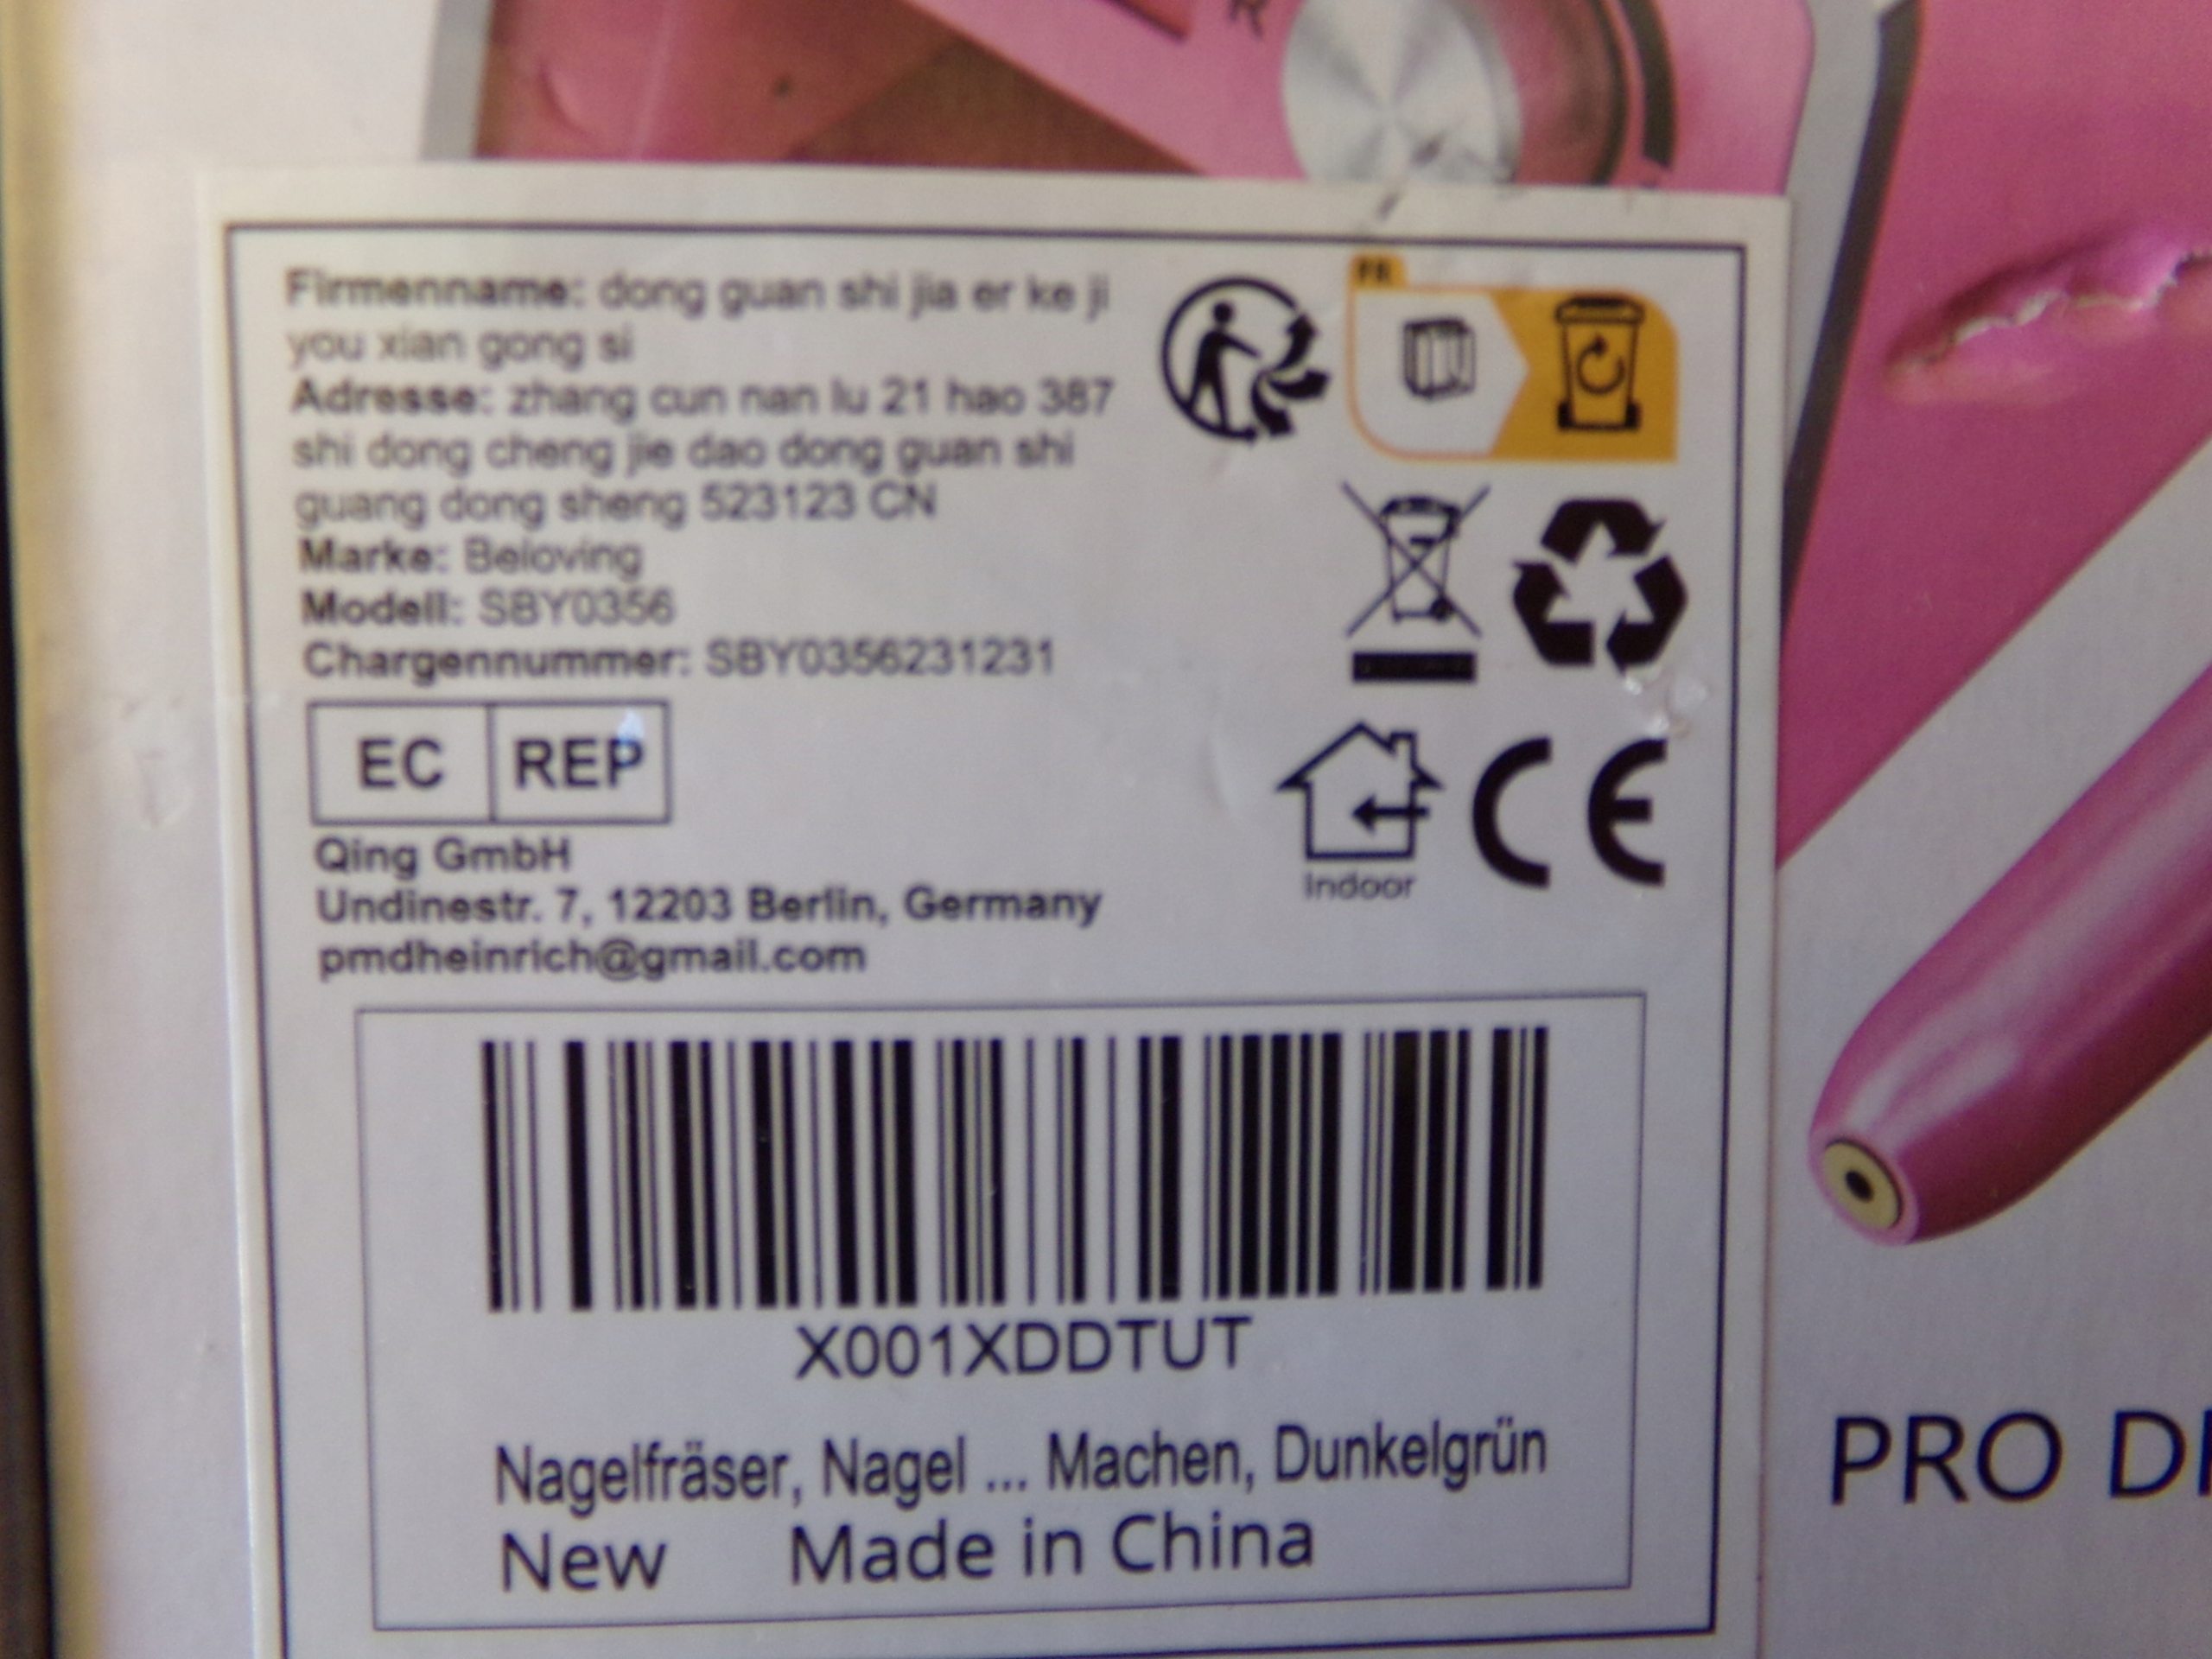 R
FR
Firmenname: dong guan shi jia er ke ji
you xian gong si
Adresse: zhang cun nan lu 21 hao 387
shi dong cheng jie dao dong guan shi
guang dong sheng 523123 CN
Marke: Beloving
Modell: SBY0356
Chargennummer: SBY0356231231
EC REP
Qing GmbH
Undinestr. 7, 12203 Berlin, Germany
pmdheinrich@gmail.com
Indoor
CE
X001XDDTUT
Nagelfräser, Nagel ... Machen, Dunkelgrün
New Made in China
PRO